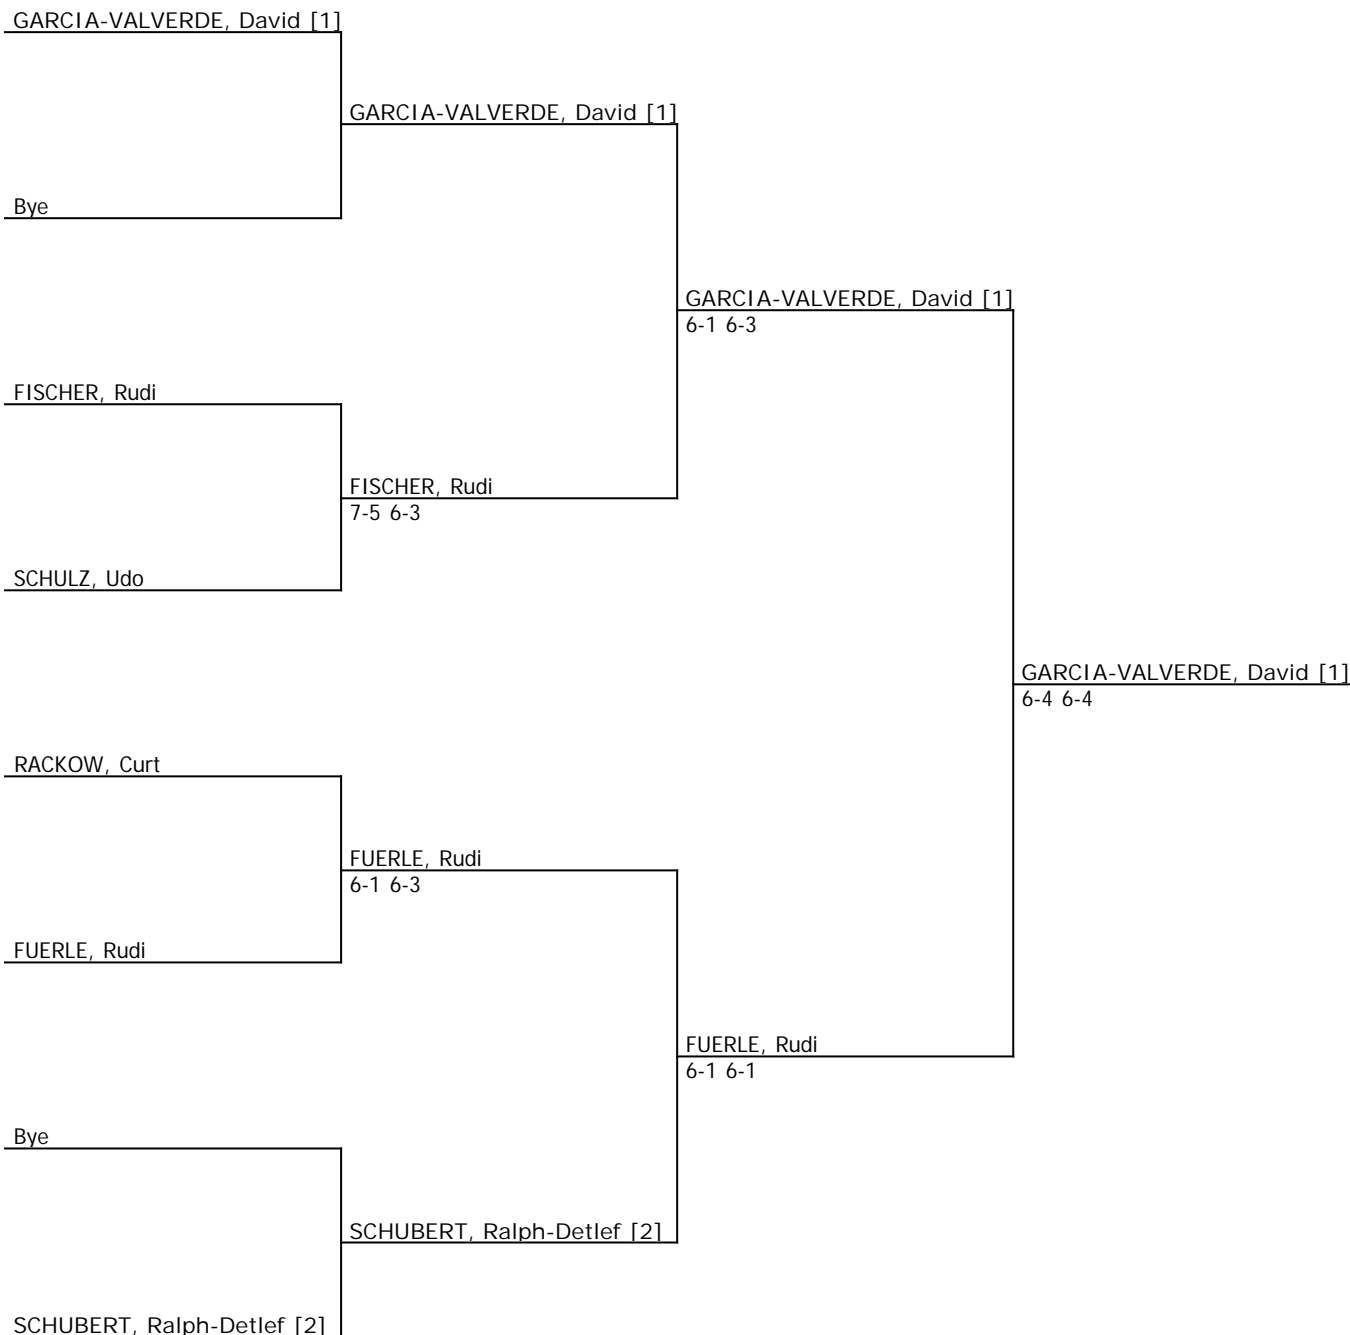 GARCIA-VALVERDE, David [1]
GARCIA-VALVERDE, David [1]
Bye
GARCIA-VALVERDE, David [1]
6-1 6-3
FISCHER, Rudi
FISCHER, Rudi
7-5 6-3
SCHULZ, Udo
GARCIA-VALVERDE, David [1]
6-4 6-4
RACKOW, Curt
FUERLE, Rudi
6-1 6-3
FUERLE, Rudi
FUERLE, Rudi
6-1 6-1
Bye
SCHUBERT, Ralph-Detlef [2]
SCHUBERT, Ralph-Detlef [2]